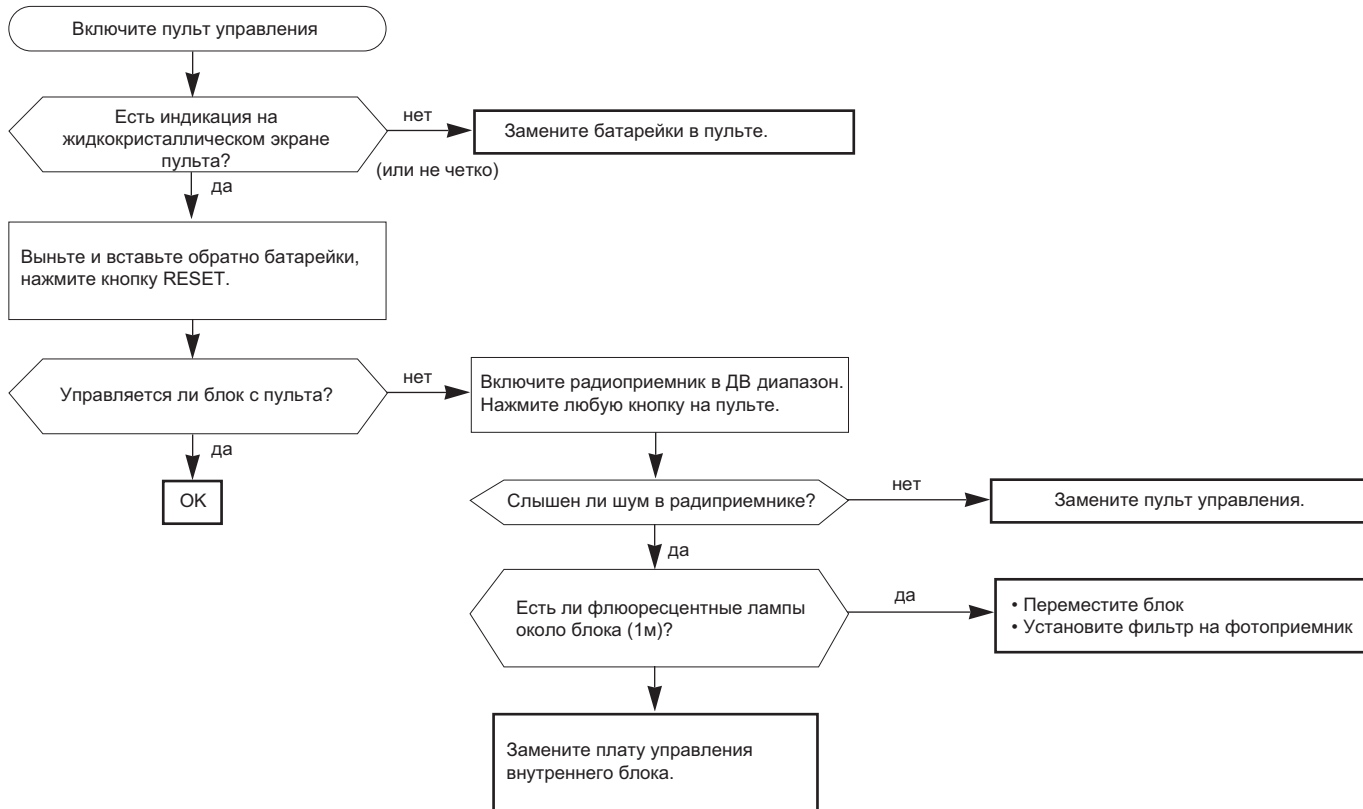 Включите пульт управления
Есть индикация на
жидкокристаллическом экране
пульта?
нет
(или не четко)
Замените батарейки в пульте.
да
Выньте и вставьте обратно батарейки,
нажмите кнопку RESET.
Управляется ли блок с пульта?
нет
да
OK
Включите радиоприемник в ДВ диапазон.
Нажмите любую кнопку на пульте.
Слышен ли шум в радиприемнике?
нет
Замените пульт управления.
да
Есть ли флюоресцентные лампы
около блока (1м)?
да
• Переместите блок
• Установите фильтр на фотоприемник
Замените плату управления
внутреннего блока.